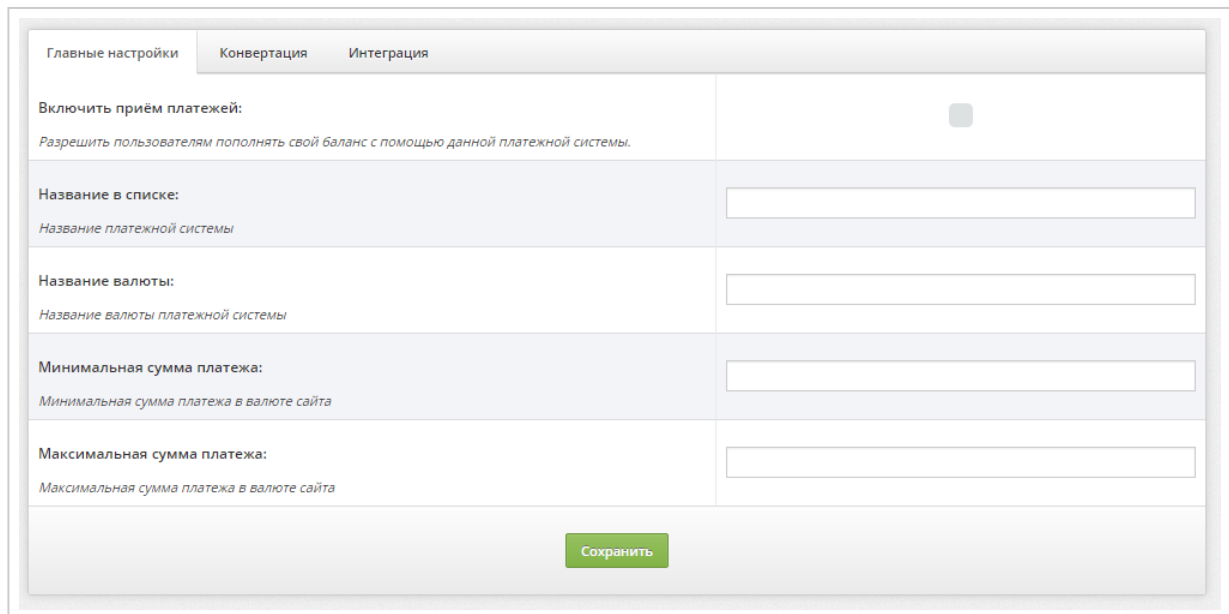 Главные настройки Конвертация Интеграция
Включить приём платежей:
Разрешить пользователям пополнять свой баланс с помощью данной платежной системы.
Название в списке:
Название платежной системы
Название валюты:
Название валюты платежной системы
Минимальная сумма платежа:
Минимальная сумма платежа в валюте сайта
Максимальная сумма платежа:
Максимальная сумма платежа в валюте сайта
Сохранить